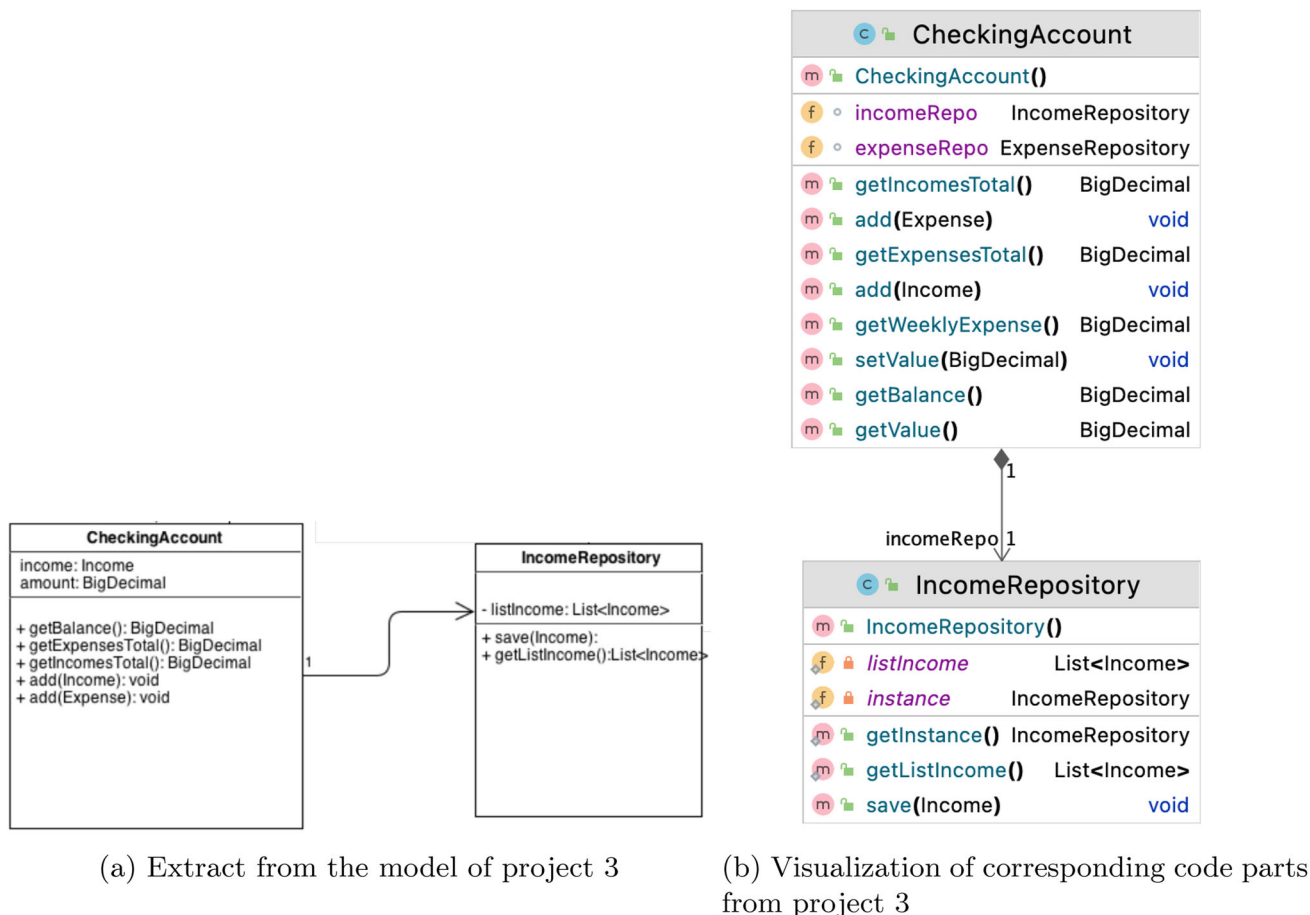 CheckingAccount
income: Income
amount: BigDecimal
+ getBalance(): BigDecimal
+ getExpensesTotal(): BigDecimal
+ getIncomesTotal(): BigDecimal
+ add(Income): void
+ add(Expense): void
1
IncomeRepository
- listIncome: List<Income>
+ save(Income):
+ getListIncome():List<Income>
(a) Extract from the model of project 3
C CheckingAccount
m CheckingAccount()
f incomeRepo IncomeRepository
f expenseRepo ExpenseRepository
m getIncomesTotal() BigDecimal
m add(Expense) void
m getExpensesTotal() BigDecimal
m add(Income) void
m getWeeklyExpense() BigDecimal
m setValue(BigDecimal) void
m getBalance() BigDecimal
m getValue() BigDecimal
1
incomeRepo 1
C IncomeRepository
m IncomeRepository()
f listIncome List<Income>
f instance IncomeRepository
m getInstance() IncomeRepository
m getListIncome() List<Income>
m save(Income) void
(b) Visualization of corresponding code parts
from project 3